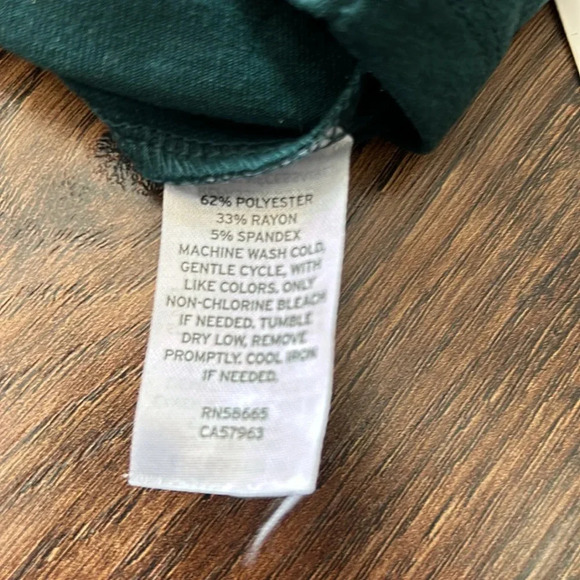 62% POLYESTER
33% RAYON
5% SPANDEX
MACHINE WASH COLD,
GENTLE CYCLE, WITH
LIKE COLORS. ONLY
NON-CHLORINE BLEACH
IF NEEDED. TUMBLE
DRY LOW, REMOVE
PROMPTLY. COOL IRON
IF NEEDED.
RN58665
CA57963